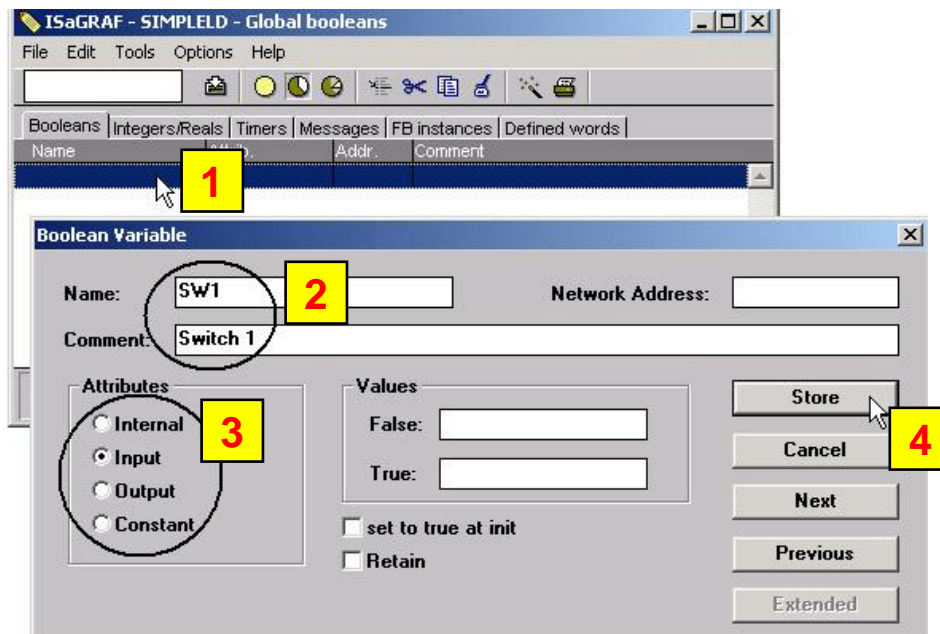 ISaGRAF - SIMPLELD - Global booleans
File Edit Tools Options Help
Booleans Integers/Reals Timers Messages FB instances Defined words
Name Attrib. Addr. Comment
1
Boolean Variable
Name: SW1 2 Network Address:
Comment: Switch 1
Attributes Values Store
Internal 3 False: 4
Input Cancel
True:
Output Next
Constant set to true at init
Retain Previous
Extended